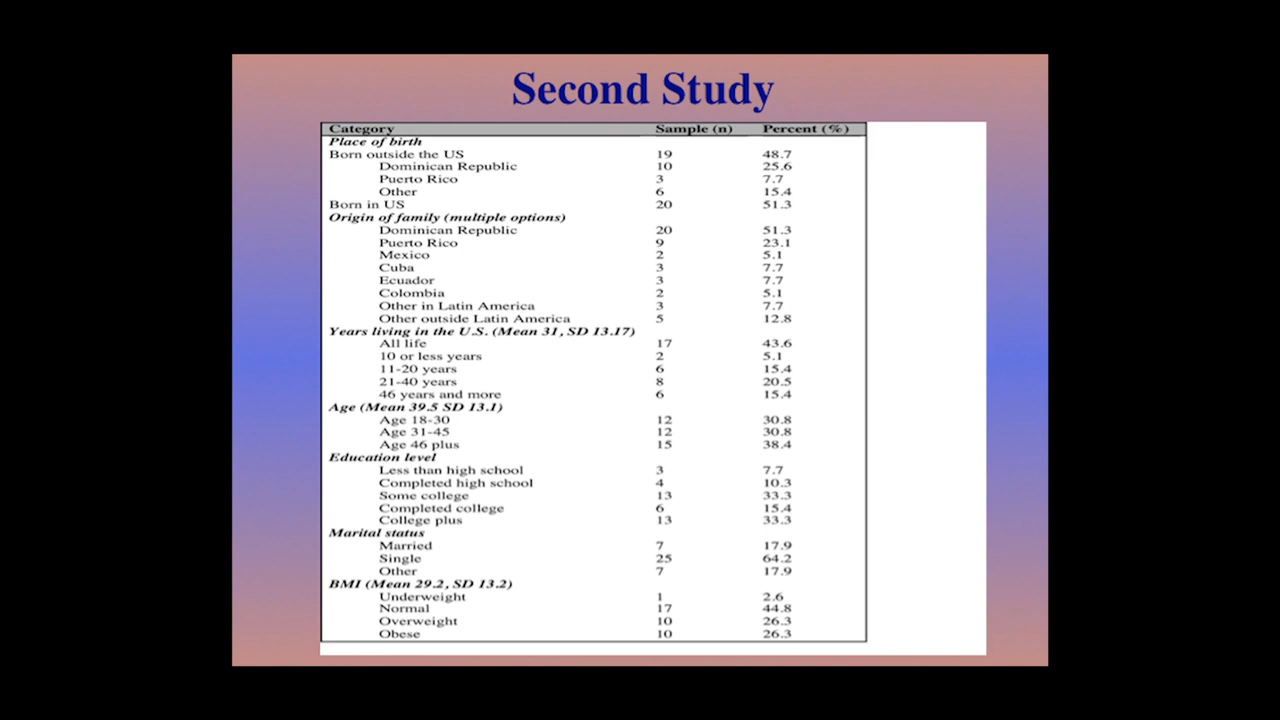 Second Study
Category Sample (n) Percent (%)
Place of birth
Born outside the US 19 48.7
Dominican Republic 10 25.6
Puerto Rico 3 7.7
Other 6 15.4
Born in US 20 51.3
Origin of family (multiple options)
Dominican Republic 20 51.3
Puerto Rico 9 23.1
Mexico 2 5.1
Cuba 3 7.7
Ecuador 3 7.7
Colombia 2 5.1
Other in Latin America 3 7.7
Other outside Latin America 5 12.8
Years living in the U.S. (Mean 31, SD 13.17)
All life 17 43.6
10 or less years 2 5.1
11-20 years 6 15.4
21-40 years 8 20.5
46 years and more 6 15.4
Age (Mean 39.5 SD 13.1)
Age 18-30 12 30.8
Age 31-45 12 30.8
Age 46 plus 15 38.4
Education level
Less than high school 3 7.7
Completed high school 4 10.3
Some college 13 33.3
Completed college 6 15.4
College plus 13 33.3
Marital status
Married 7 17.9
Single 25 64.2
Other 7 17.9
BMI (Mean 29.2, SD 13.2)
Underweight 1 2.6
Normal 17 44.8
Overweight 10 26.3
Obese 10 26.3